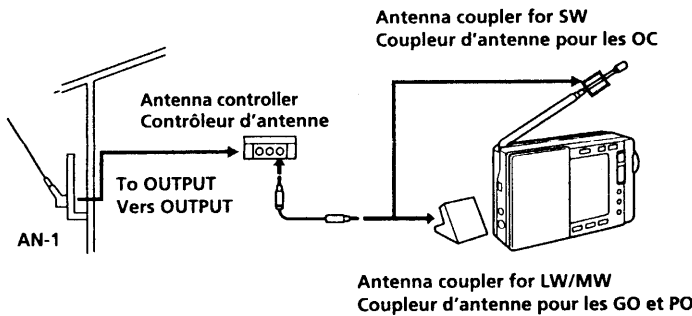 Antenna coupler for SW
Coupleur d'antenne pour les OC
Antenna controller
Contrôleur d'antenne
To OUTPUT
Vers OUTPUT
AN-1
Antenna coupler for LW/MW
Coupleur d'antenne pour les GO et PO